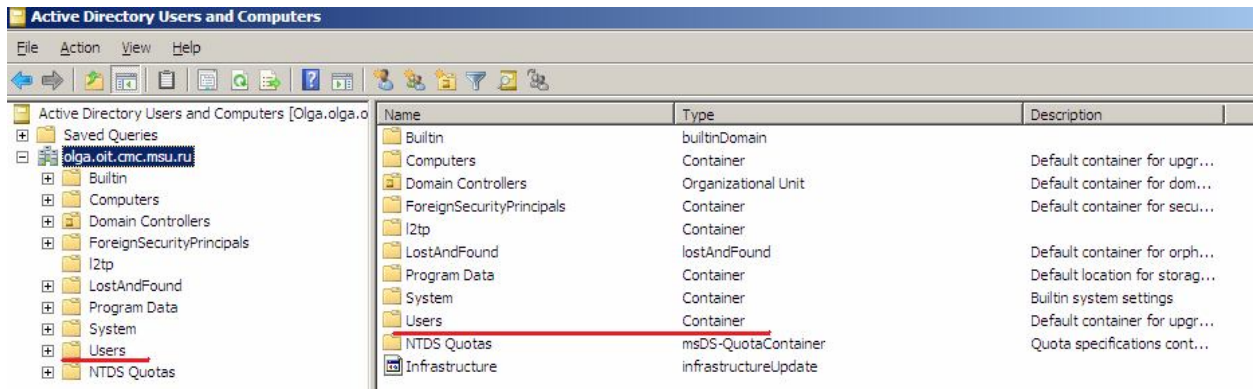 Active Directory Users and Computers
File Action View Help
Active Directory Users and Computers [Olga.olga.o
Saved Queries
olga.oit.cmc.msu.ru
Builtin
Computers
Domain Controllers
ForeignSecurityPrincipals
l2tp
LostAndFound
Program Data
System
Users
NTDS Quotas
Name Type Description
Builtin builtinDomain
Computers Container Default container for upgr...
Domain Controllers Organizational Unit Default container for dom...
ForeignSecurityPrincipals Container Default container for secu...
l2tp Container
LostAndFound lostAndFound Default container for orph...
Program Data Container Default location for storag...
System Container Builtin system settings
Users Container Default container for upgr...
NTDS Quotas msDS-QuotaContainer Quota specifications cont...
Infrastructure infrastructureUpdate